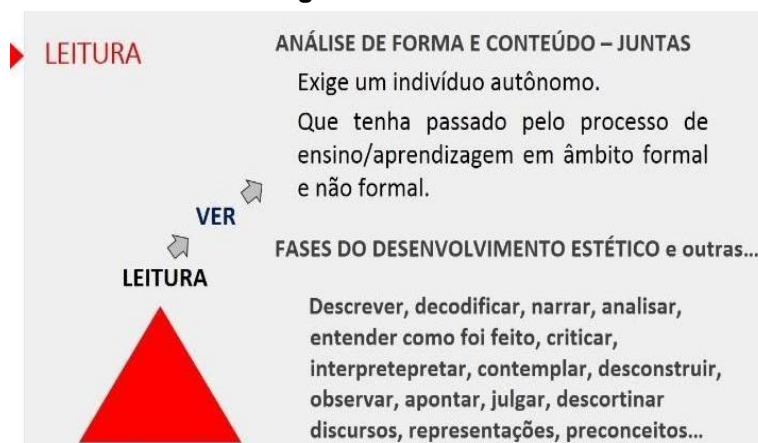 LEITURA
ANÁLISE DE FORMA E CONTEÚDO – JUNTAS
Exige um indivíduo autônomo.
Que tenha passado pelo processo de
ensino/aprendizagem em âmbito formal
e não formal.
VER
LEITURA
FASES DO DESENVOLVIMENTO ESTÉTICO e outras...
Descrever, decodificar, narrar, analisar,
entender como foi feito, criticar,
interpretepretar, contemplar, desconstruir,
observar, apontar, julgar, descortinar
discursos, representações, preconceitos...